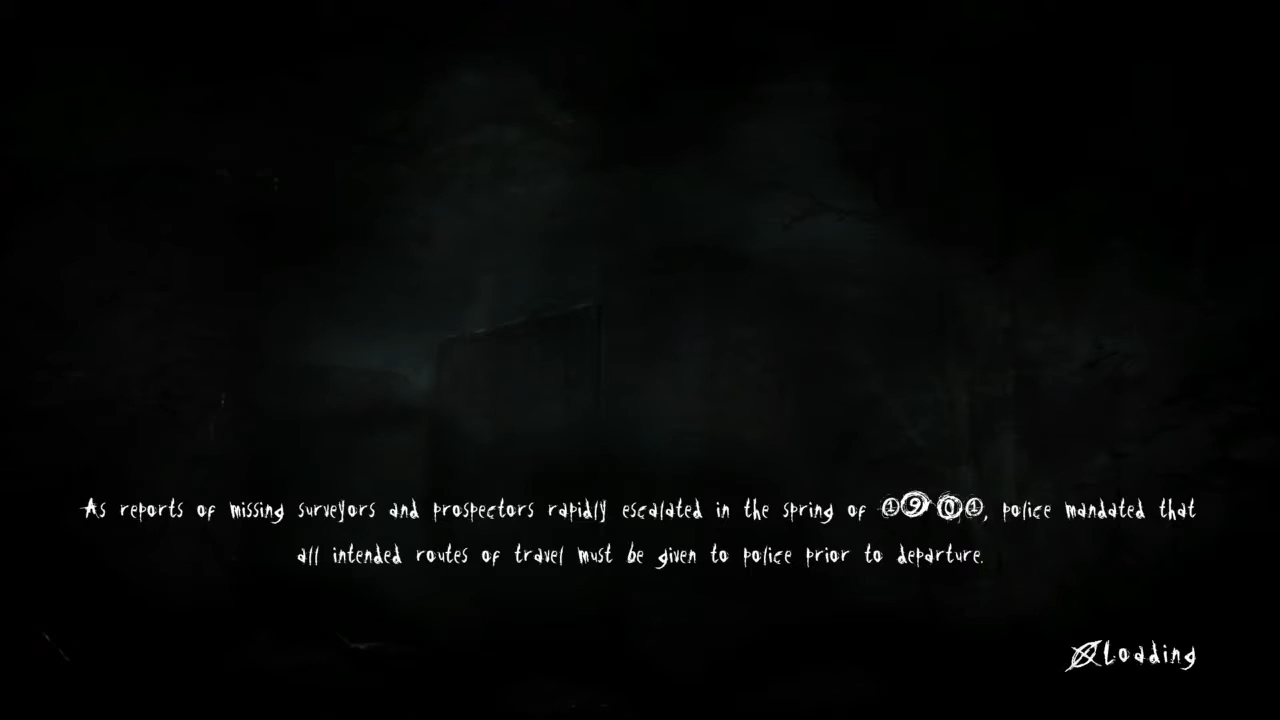 As reports of missing surveyors and prospectors rapidly escalated in the spring of 1901, police mandated that
all intended routes of travel must be given to police prior to departure.
Loading